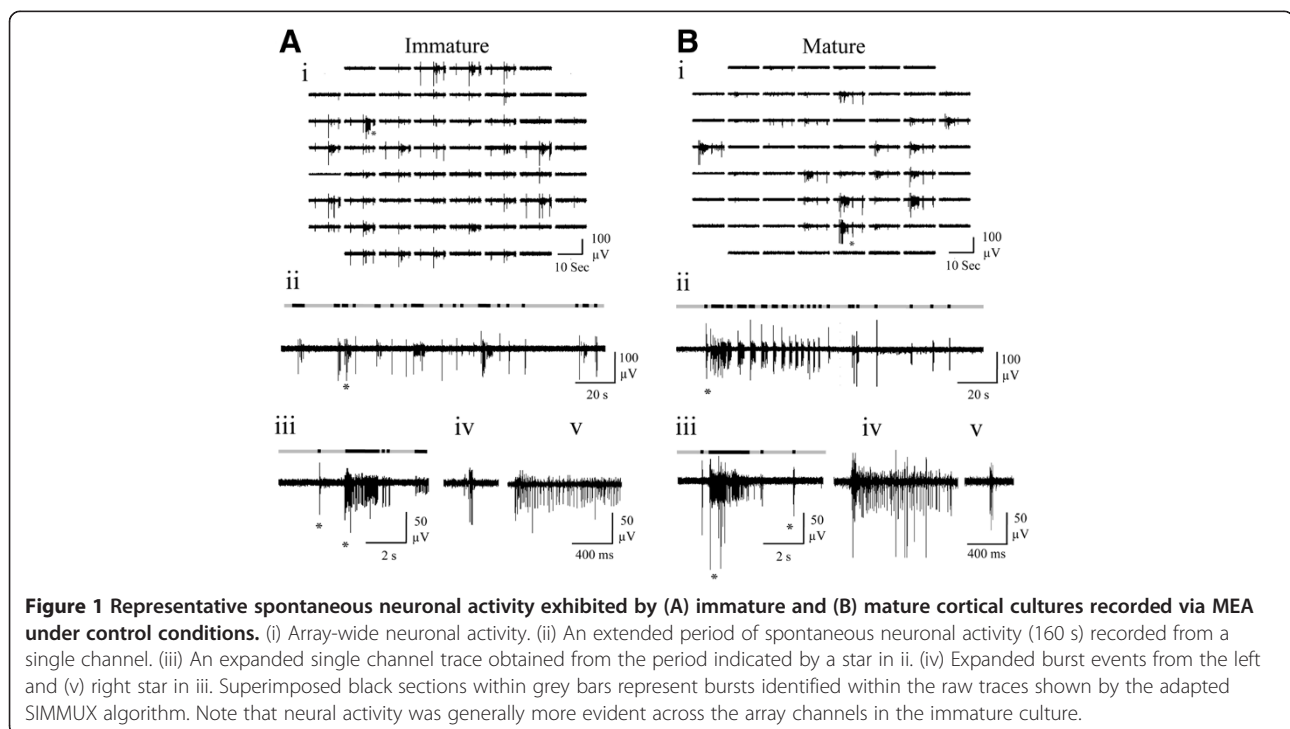 A
Immature
i
*
100
µV
10 Sec
ii
*
100
µV
20 s
iii
*
*
50
µV
2 s
iv
v
50
µV
400 ms
B
Mature
i
*
100
µV
10 Sec
ii
*
100
µV
20 s
iii
*
*
50
µV
2 s
iv
v
50
µV
400 ms
Figure 1 Representative spontaneous neuronal activity exhibited by (A) immature and (B) mature cortical cultures recorded via MEA
under control conditions. (i) Array-wide neuronal activity. (ii) An extended period of spontaneous neuronal activity (160 s) recorded from a
single channel. (iii) An expanded single channel trace obtained from the period indicated by a star in ii. (iv) Expanded burst events from the left
and (v) right star in iii. Superimposed black sections within grey bars represent bursts identified within the raw traces shown by the adapted
SIMMUX algorithm. Note that neural activity was generally more evident across the array channels in the immature culture.